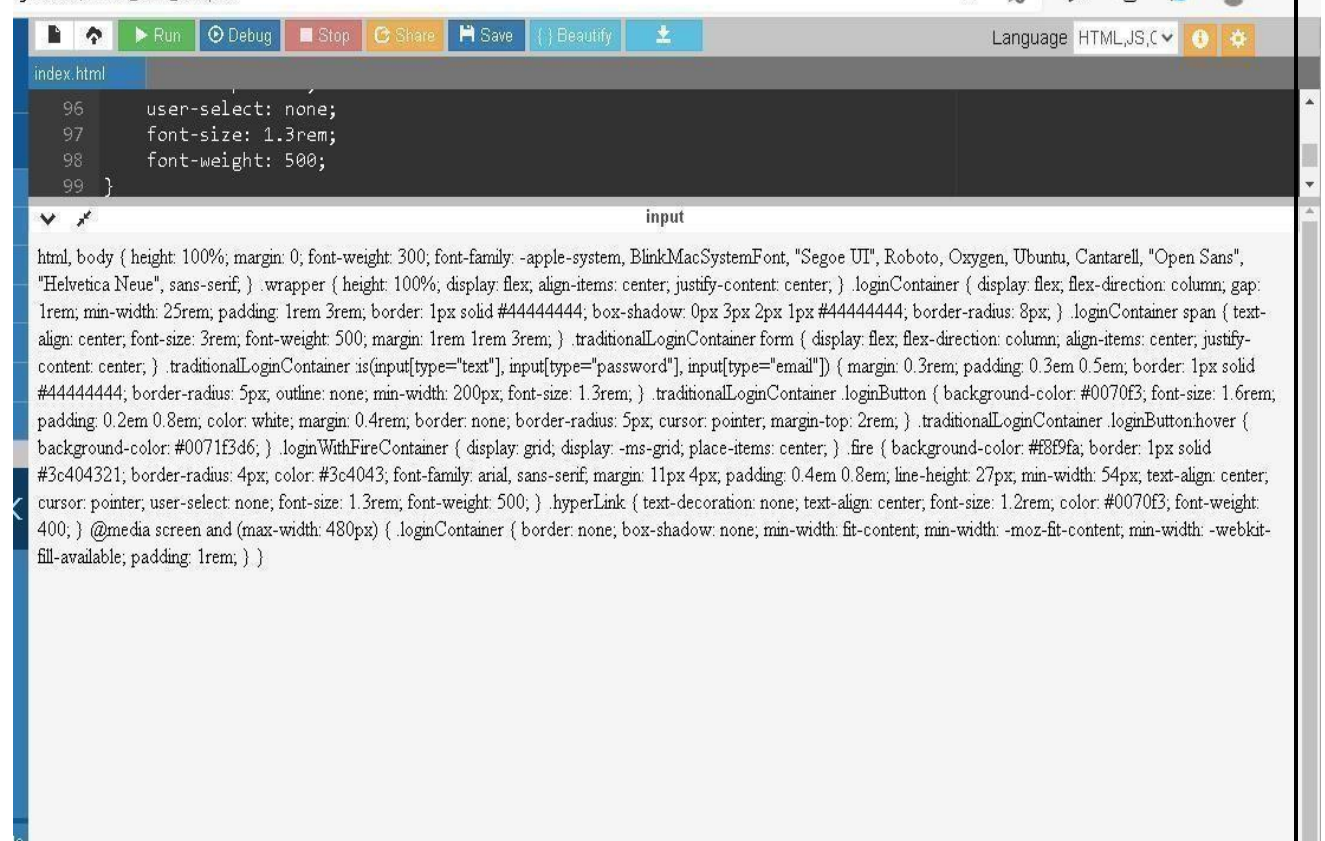 Run Debug Stop Share Save { } Beautify Language HTML,JS,C
index.html
96 user-select: none;
97 font-size: 1.3rem;
98 font-weight: 500;
99 }
input
html, body { height: 100%; margin: 0; font-weight: 300; font-family: -apple-system, BlinkMacSystemFont, "Segoe UI", Roboto, Oxygen, Ubuntu, Cantarell, "Open Sans",
"Helvetica Neue", sans-serif; } .wrapper { height: 100%; display: flex; align-items: center; justify-content: center; } .loginContainer { display: flex; flex-direction: column; gap:
1rem; min-width: 25rem; padding: 1rem 3rem; border: 1px solid #44444444; box-shadow: 0px 3px 2px 1px #44444444; border-radius: 8px; } .loginContainer span { text-
align: center; font-size: 3rem; font-weight: 500; margin: 1rem 1rem 3rem; } .traditionalLoginContainer form { display: flex; flex-direction: column; align-items: center; justify-
content: center; } .traditionalLoginContainer :is(input[type="text"], input[type="password"], input[type="email"]) { margin: 0.3rem; padding: 0.3em 0.5em; border: 1px solid
#44444444; border-radius: 5px; outline: none; min-width: 200px; font-size: 1.3rem; } .traditionalLoginContainer .loginButton { background-color: #0070f3; font-size: 1.6rem;
padding: 0.2em 0.8em; color: white; margin: 0.4rem; border: none; border-radius: 5px; cursor: pointer; margin-top: 2rem; } .traditionalLoginContainer .loginButton:hover {
background-color: #0071f3d6; } .loginWithFireContainer { display: grid; display: -ms-grid; place-items: center; } .fire { background-color: #f8f9fa; border: 1px solid
#3c404321; border-radius: 4px; color: #3c4043; font-family: arial, sans-serif; margin: 11px 4px; padding: 0.4em 0.8em; line-height: 27px; min-width: 54px; text-align: center;
cursor: pointer; user-select: none; font-size: 1.3rem; font-weight: 500; } .hyperLink { text-decoration: none; text-align: center; font-size: 1.2rem; color: #0070f3; font-weight:
400; } @media screen and (max-width: 480px) { .loginContainer { border: none; box-shadow: none; min-width: fit-content; min-width: -moz-fit-content; min-width: -webkit-
fill-available; padding: 1rem; } }